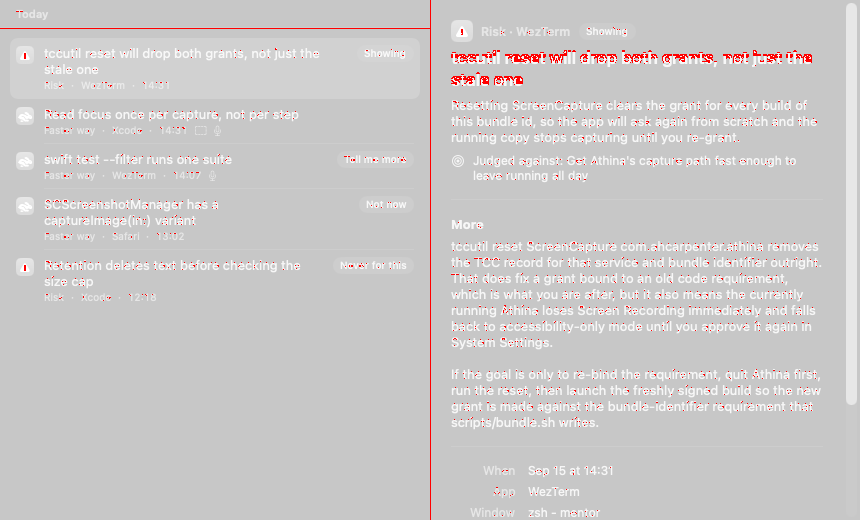 Today
tccutil reset will drop both grants, not just the
stale one
Showing
Risk · WezTerm · 14:31
Read focus once per capture, not per step
Faster way · Xcode · 14:31
swift test --filter runs one suite
Tell me more
Faster way · WezTerm · 14:07
SCScreenshotManager has a
captureImage(in:) variant
Not now
Faster way · Safari · 13:02
Retention deletes text before checking the
size cap
Never for this
Risk · Xcode · 12:18
Risk · WezTerm
Showing
tccutil reset will drop both grants, not just the
stale one
Resetting ScreenCapture clears the grant for every build of
this bundle id, so the app will ask again from scratch and the
running copy stops capturing until you re-grant.
Judged against: Get Athina's capture path fast enough to
leave running all day
More
tccutil reset ScreenCapture com.shcarpenter.athina removes
the TCC record for that service and bundle identifier outright.
That does fix a grant bound to an old code requirement,
which is what you are after, but it also means the currently
running Athina loses Screen Recording immediately and falls
back to accessibility-only mode until you approve it again in
System Settings.
If the goal is only to re-bind the requirement, quit Athina first,
run the reset, then launch the freshly signed build so the new
grant is made against the bundle-identifier requirement that
scripts/bundle.sh writes.
When Sep 15 at 14:31
App WezTerm
Window zsh - mentor